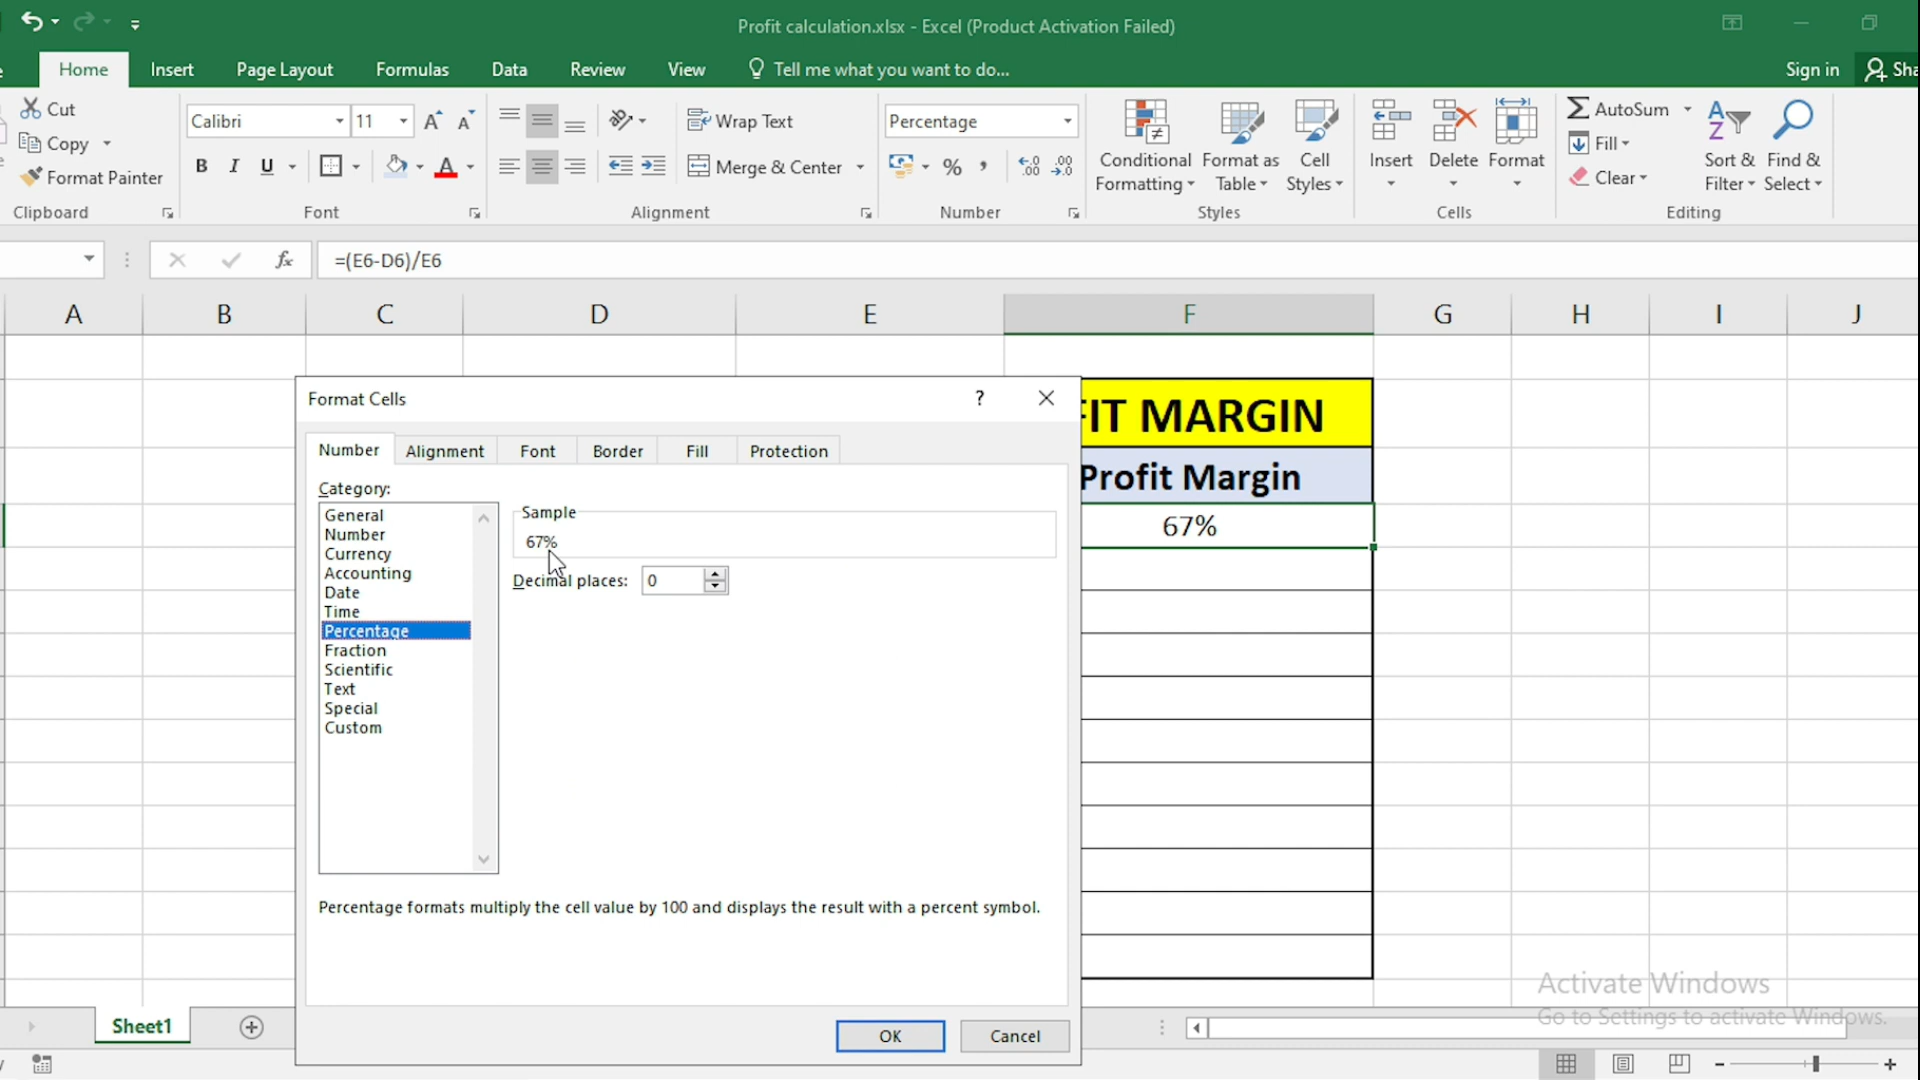 Profit calculation.xlsx - Excel (Product Activation Failed)
Home Insert Page Layout Formulas Data Review View Tell me what you want to do... Sign in Sha
Cut
Copy
Format Painter
Clipboard
Calibri 11
B I U A
Font
Wrap Text
Merge & Center
Alignment
Percentage
% ,
Number
Conditional Formatting
Format as Table
Cell Styles
Styles
Insert Delete Format
Cells
AutoSum
Fill
Clear
Sort & Filter
Find & Select
Editing
fx =(E6-D6)/E6
A B C D E F G H I J
FIT MARGIN
Profit Margin
67%
Format Cells ?
Number Alignment Font Border Fill Protection
Category:
General
Number
Currency
Accounting
Date
Time
Percentage
Fraction
Scientific
Text
Special
Custom
Sample
67%
Decimal places: 0
Percentage formats multiply the cell value by 100 and displays the result with a percent symbol.
OK Cancel
Activate Windows
Go to Settings to activate Windows.
Sheet1